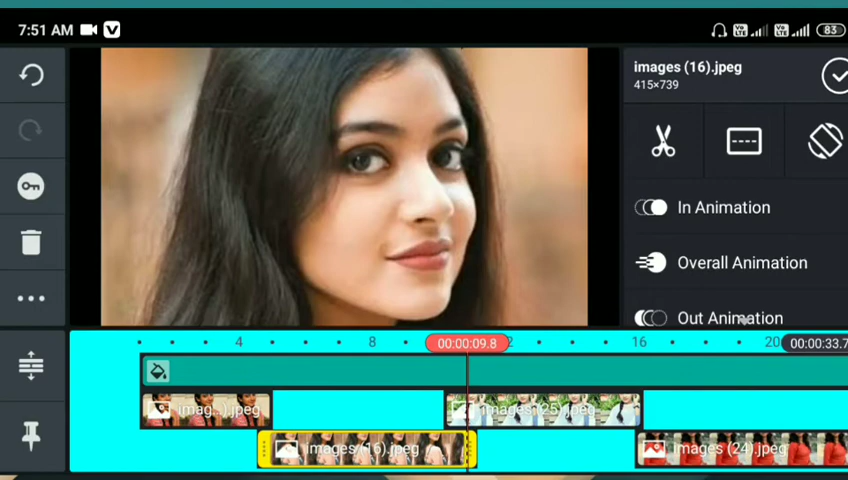 7:51 AM
83
images (16).jpeg
415×739
In Animation
Overall Animation
Out Animation
4
8
00:00:09.8
2
16
20
00:00:33.7
images (25).jpeg
images (16).jpeg
images (24).jpeg